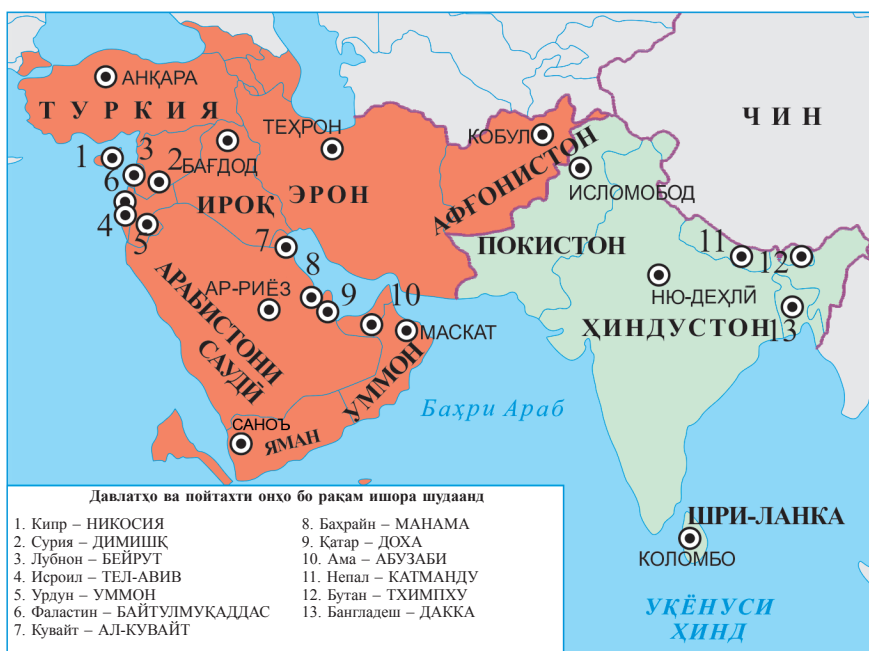 АНҚАРА
ТУРКИЯ
ТЕҲРОН
КОБУЛ
ЧИН
1
3
2
6
БАҒДОД
ЭРОН
АФҒОНИСТОН
ИСЛОМОБОД
ИРОҚ
4
5
7
ПОКИСТОН
11
12
8
АР-РИЁЗ
9
10
НЮ-ДЕҲЛӢ
МАСКАТ
ҲИНДУСТОН
13
АРАБИСТОНИ
САУДӢ
УММОН
Баҳри Араб
САНОЪ
ЯМАН
ШРИ-ЛАНКА
КОЛОМБО
УҚЁНУСИ
ҲИНД
Давлатҳо ва пойтахти онҳо бо рақам ишора шудаанд
1. Кипр – НИКОСИЯ
2. Сурия – ДИМИШҚ
3. Лубнон – БЕЙРУТ
4. Исроил – ТЕЛ-АВИВ
5. Урдун – УММОН
6. Фаластин – БАЙТУЛМУҚАДДАС
7. Кувайт – АЛ-КУВАЙТ
8. Баҳрайн – МАНАМА
9. Қатар – ДОХА
10. Ама – АБУЗАБИ
11. Непал – КАТМАНДУ
12. Бутан – ТХИМПХУ
13. Бангладеш – ДАККА